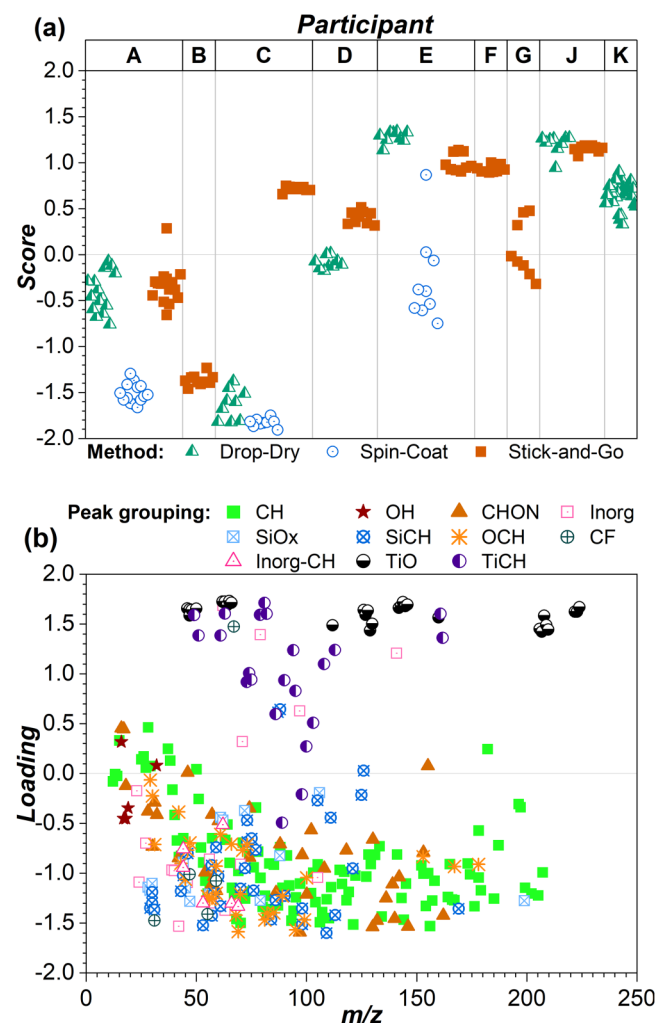 Participant
(a)
A B C D E F G J K
2.0
1.5
1.0
0.5
0.0
-0.5
-1.0
-1.5
-2.0
Score
Method: Drop-Dry Spin-Coat Stick-and-Go
(b)
Peak grouping: CH OH CHON Inorg
SiOx SiCH OCH CF
Inorg-CH TiO TiCH
2.0
1.5
1.0
0.5
0.0
-0.5
-1.0
-1.5
-2.0
Loading
0 50 100 150 200 250
m/z